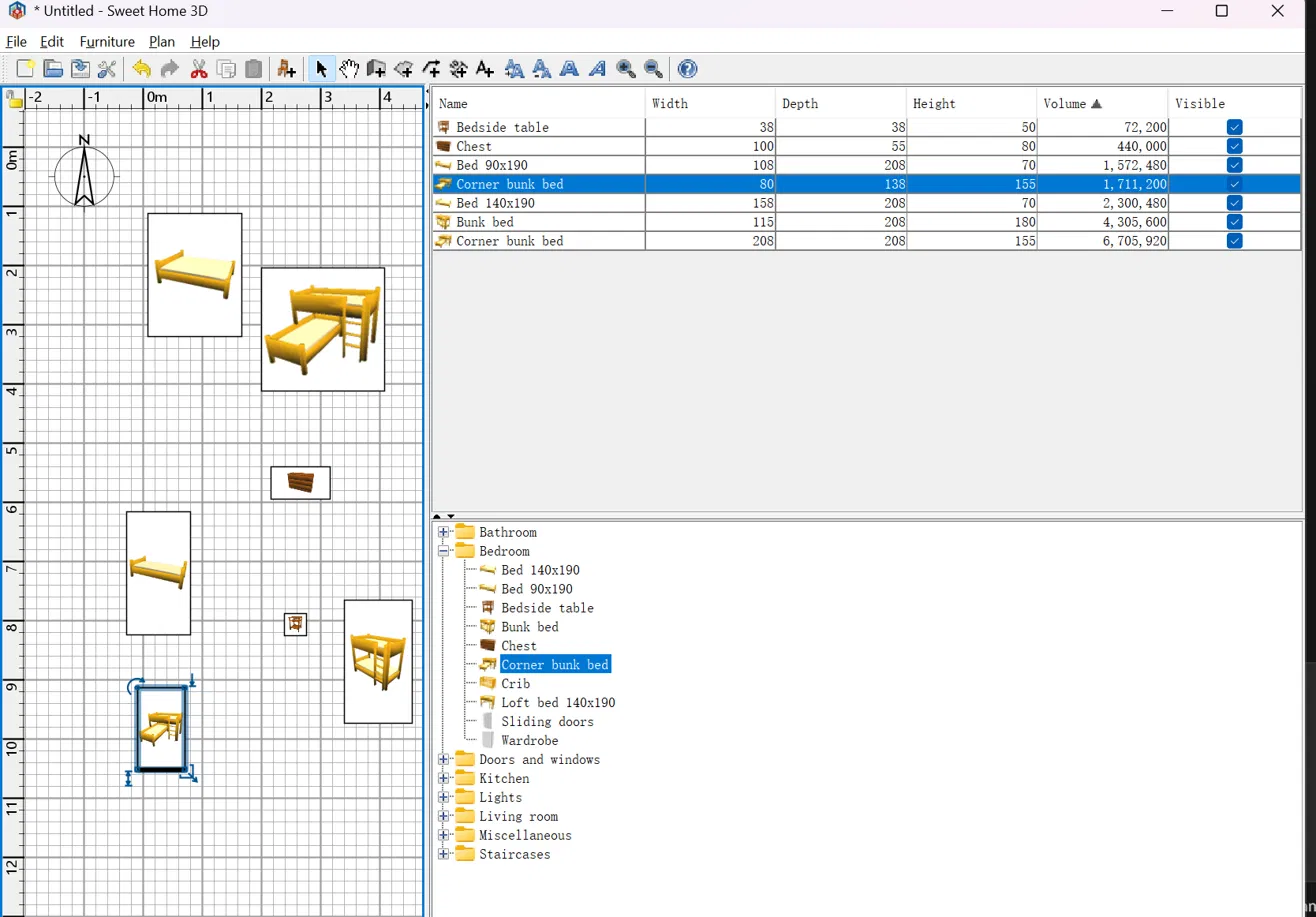 * Untitled - Sweet Home 3D
File Edit Furniture Plan Help
-2 -1 0m 1 2 3 4
Name Width Depth Height Volume Visible
Bedside table 38 38 50 72,200
Chest 100 55 80 440,000
Bed 90x190 108 208 70 1,572,480
Corner bunk bed 80 138 155 1,711,200
Bed 140x190 158 208 70 2,300,480
Bunk bed 115 208 180 4,305,600
Corner bunk bed 208 208 155 6,705,920
N
0m
1
2
3
4
5
6
7
8
9
10
11
12
Bathroom
Bedroom
Bed 140x190
Bed 90x190
Bedside table
Bunk bed
Chest
Corner bunk bed
Crib
Loft bed 140x190
Sliding doors
Wardrobe
Doors and windows
Kitchen
Lights
Living room
Miscellaneous
Staircases